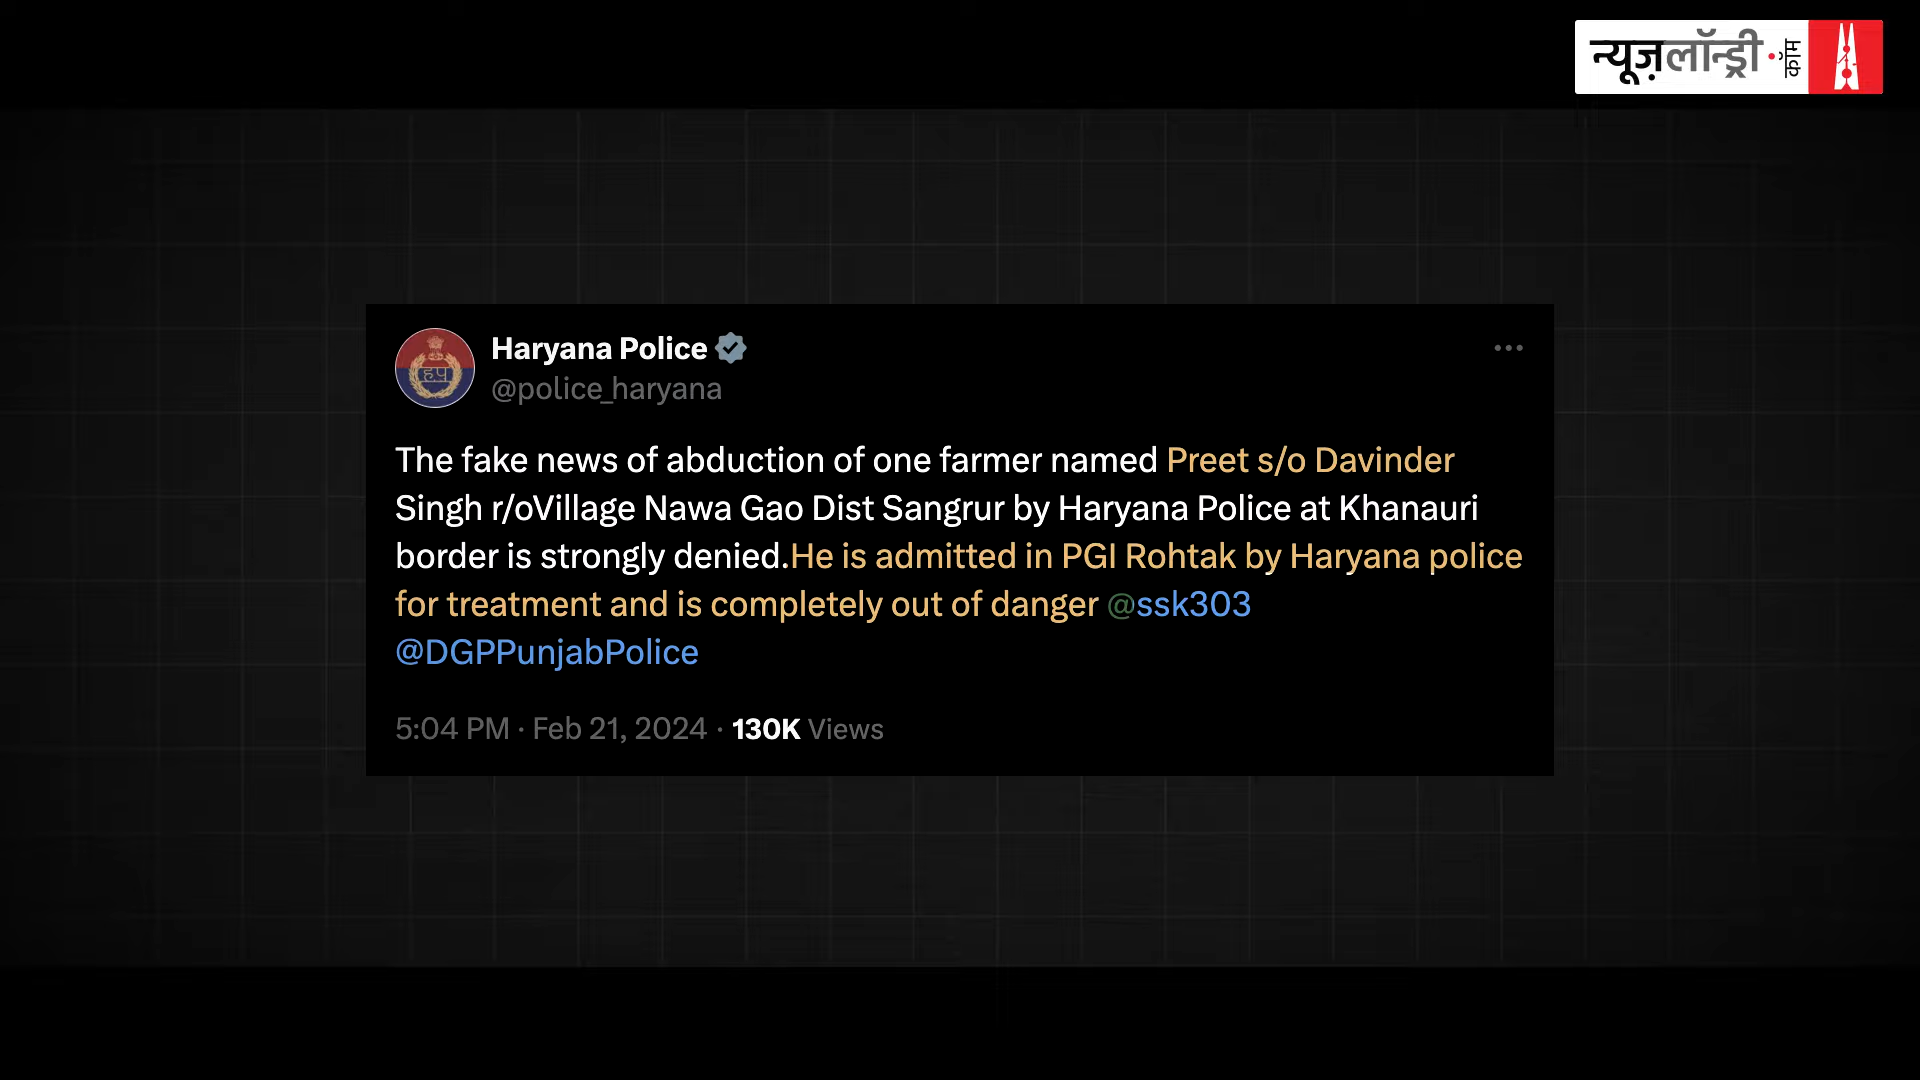 न्यूज़लॉन्ड्री.कॉम
Haryana Police
@police_haryana
ह पु
The fake news of abduction of one farmer named Preet s/o Davinder
Singh r/oVillage Nawa Gao Dist Sangrur by Haryana Police at Khanauri
border is strongly denied.He is admitted in PGI Rohtak by Haryana police
for treatment and is completely out of danger @ssk303
@DGPPunjabPolice
5:04 PM · Feb 21, 2024 · 130K Views